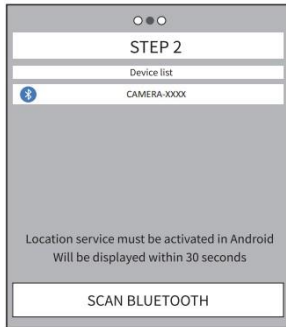 STEP 2
Device list
CAMERA-XXXX
Location service must be activated in Android
Will be displayed within 30 seconds
SCAN BLUETOOTH